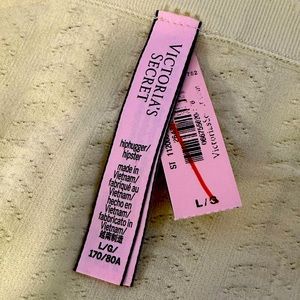 VICTORIA'S
SECRET
hiphugger/
hipster
made in
Vietnam/
fabriqué au
Vietnam/
hecho en
Vietnam/
fabbricato in
Vietnam/
越南製造
L/G/
170/80A
L/G